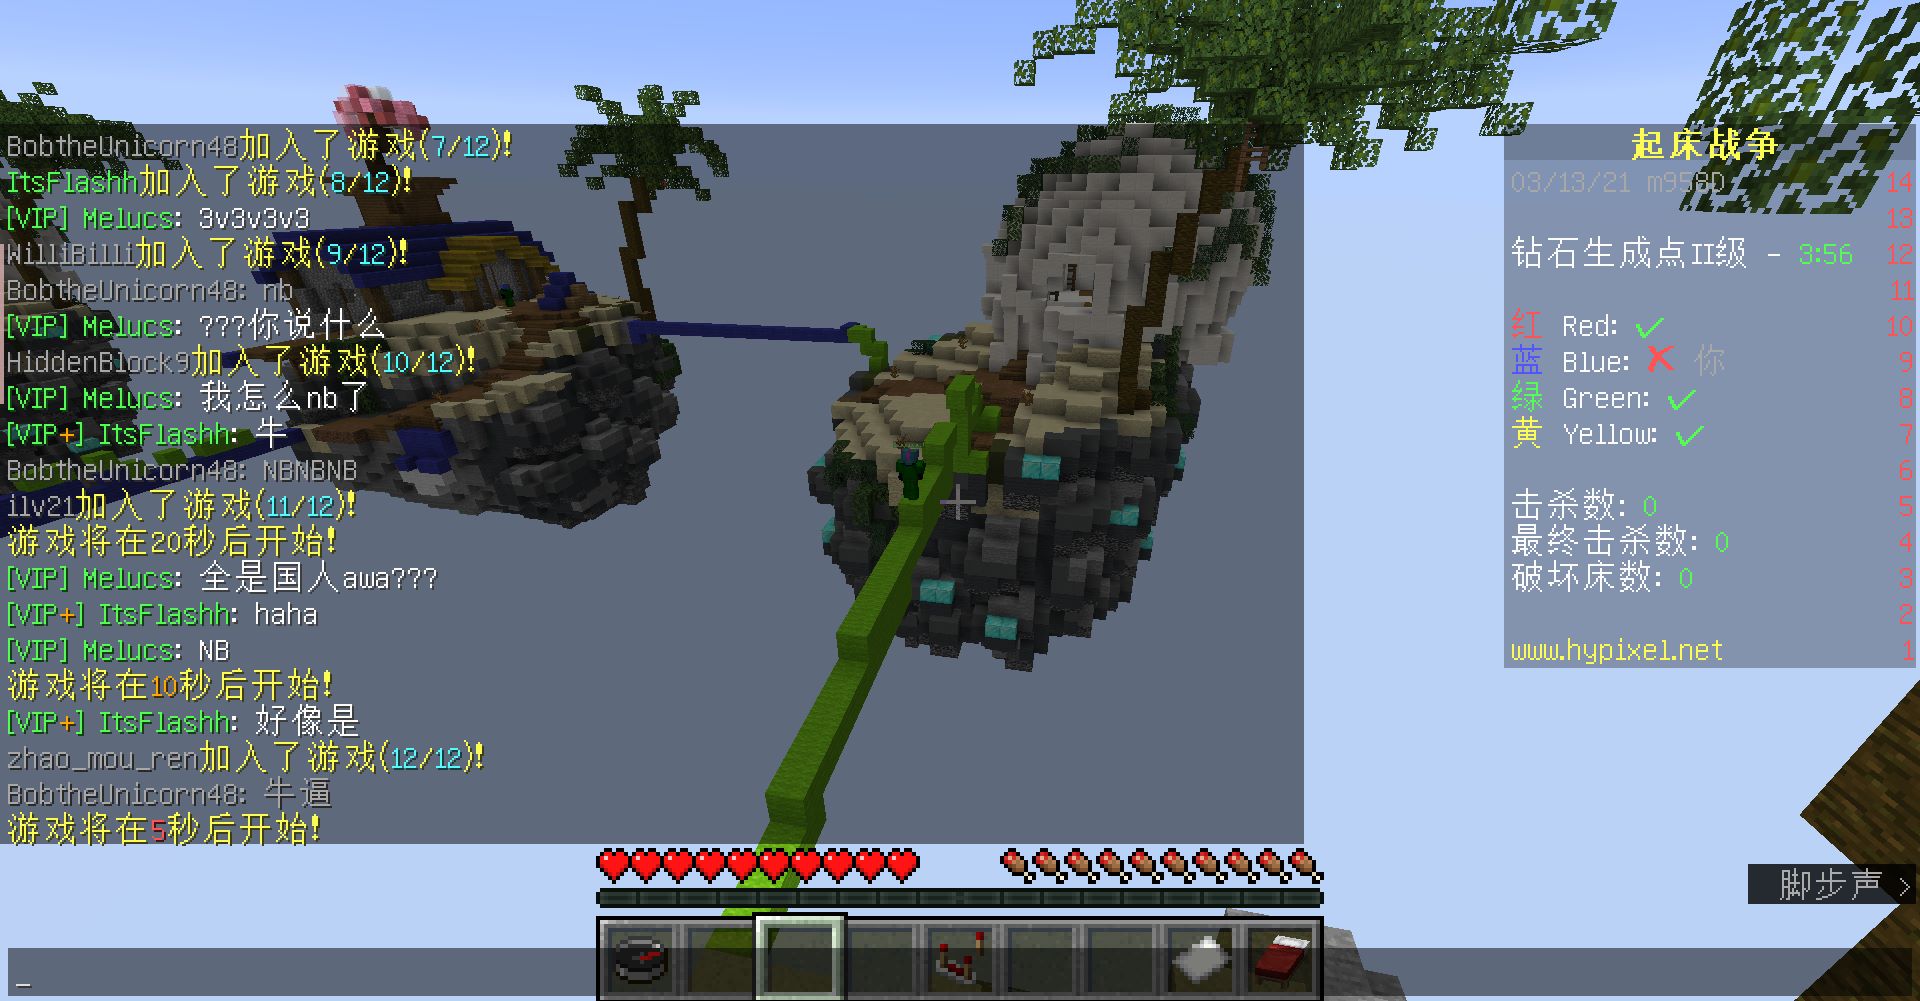 BobtheUnicorn48加入了游戏(7/12)!
ItsFlashh加入了游戏(8/12)!
[VIP] Melucs: 3v3v3v3
WilliBilli加入了游戏(9/12)!
BobtheUnicorn48: nb
[VIP] Melucs: ???你说什么
HiddenBlock9加入了游戏(10/12)!
[VIP] Melucs: 我怎么nb了
[VIP+] ItsFlashh: 牛
BobtheUnicorn48: NBNBNB
ilv21加入了游戏(11/12)!
游戏将在20秒后开始!
[VIP] Melucs: 全是国人awa???
[VIP+] ItsFlashh: haha
[VIP] Melucs: NB
游戏将在10秒后开始!
[VIP+] ItsFlashh: 好像是
zhao_mou_ren加入了游戏(12/12)!
BobtheUnicorn48: 牛逼
游戏将在5秒后开始!
_
起床战争
03/13/21 m958D 14
13
钻石生成点II级 - 3:56 12
11
红 Red: ✓ 10
蓝 Blue: ✗ 你 9
绿 Green: ✓ 8
黄 Yellow: ✓ 7
6
击杀数: 0 5
最终击杀数: 0 4
破坏床数: 0 3
2
www.hypixel.net 1
脚步声 >